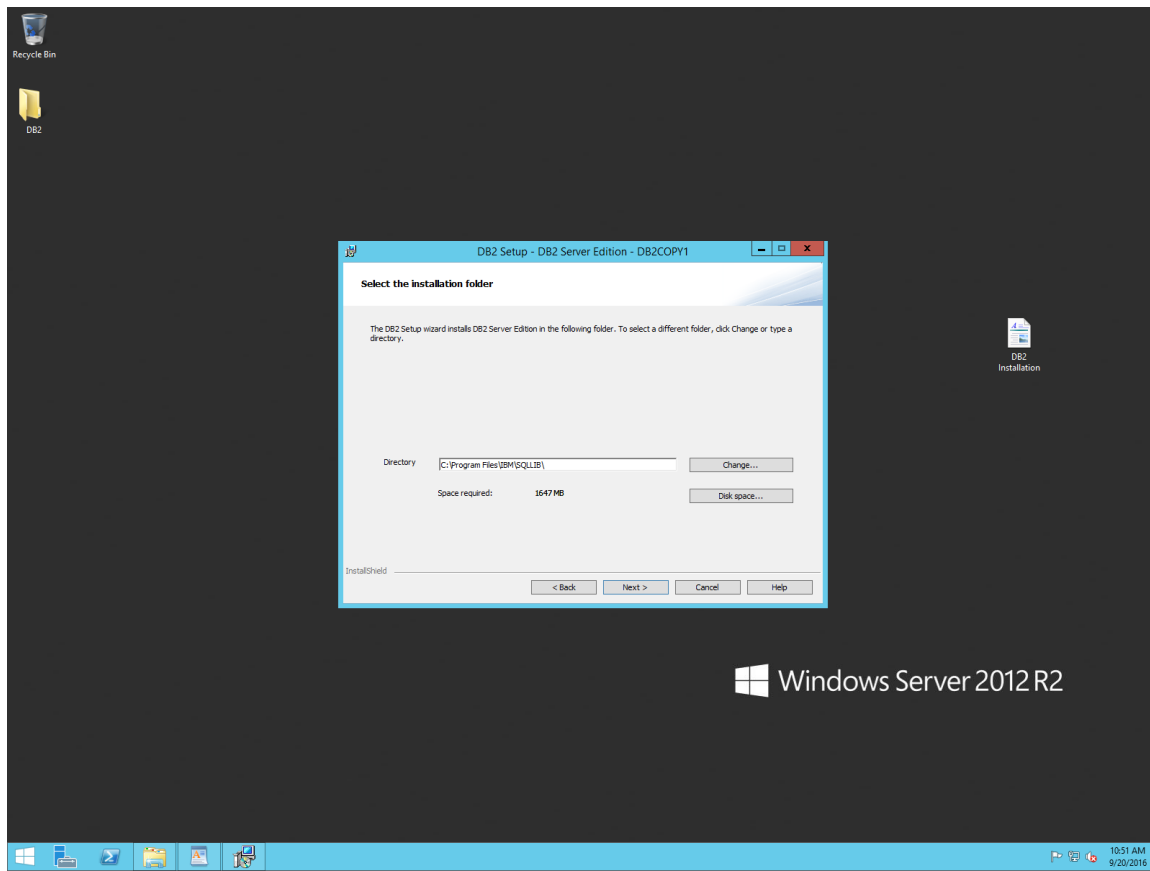 Recycle Bin
DB2
DB2 Setup - DB2 Server Edition - DB2COPY1
Select the installation folder
The DB2 Setup wizard installs DB2 Server Edition in the following folder. To select a different folder, click Change or type a
directory.
DB2
Installation
Directory
C:\Program Files\IBM\SQLLIB\
Change...
Space required:
1647 MB
Disk space...
InstallShield
< Back
Next >
Cancel
Help
Windows Server 2012 R2
10:51 AM
9/20/2016